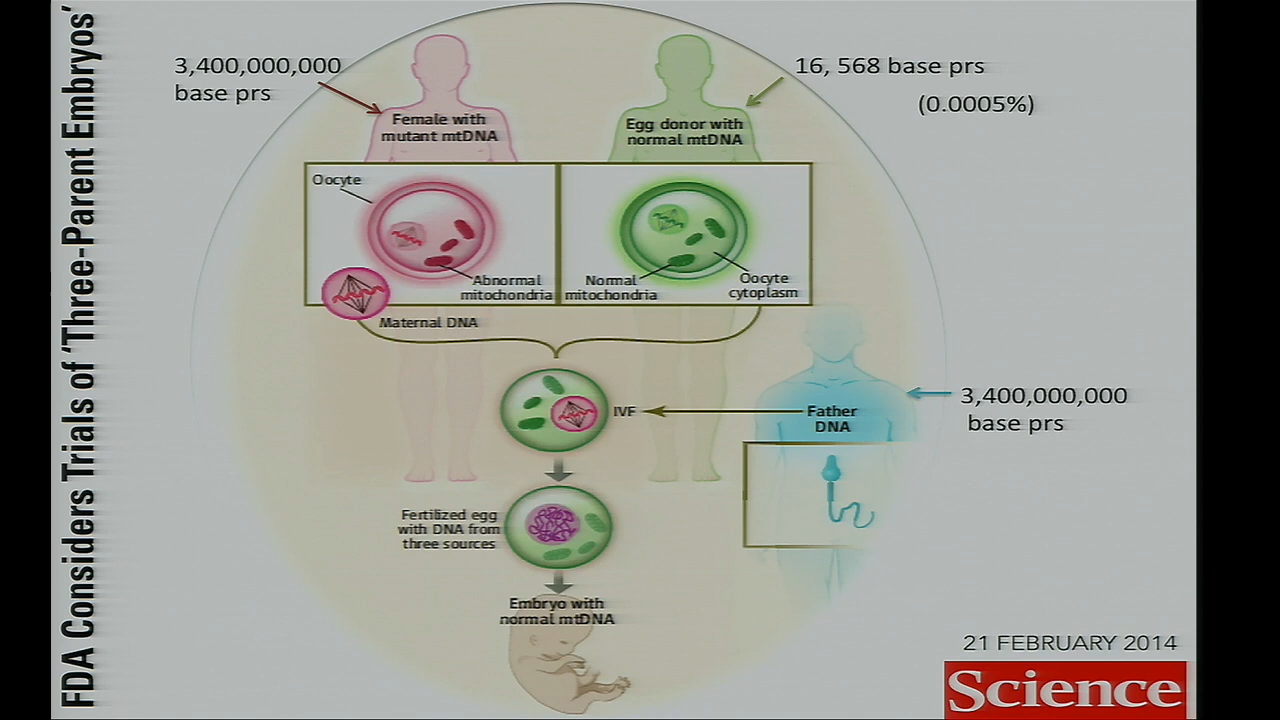 FDA Considers Trials of 'Three-Parent Embryos'
3,400,000,000
base prs
16, 568 base prs
(0.0005%)
Female with
mutant mtDNA
Egg donor with
normal mtDNA
Oocyte
Abnormal
mitochondria
Normal
mitochondria
Oocyte
cytoplasm
Maternal DNA
IVF
Father
DNA
3,400,000,000
base prs
Fertilized egg
with DNA from
three sources
Embryo with
normal mtDNA
21 FEBRUARY 2014
Science